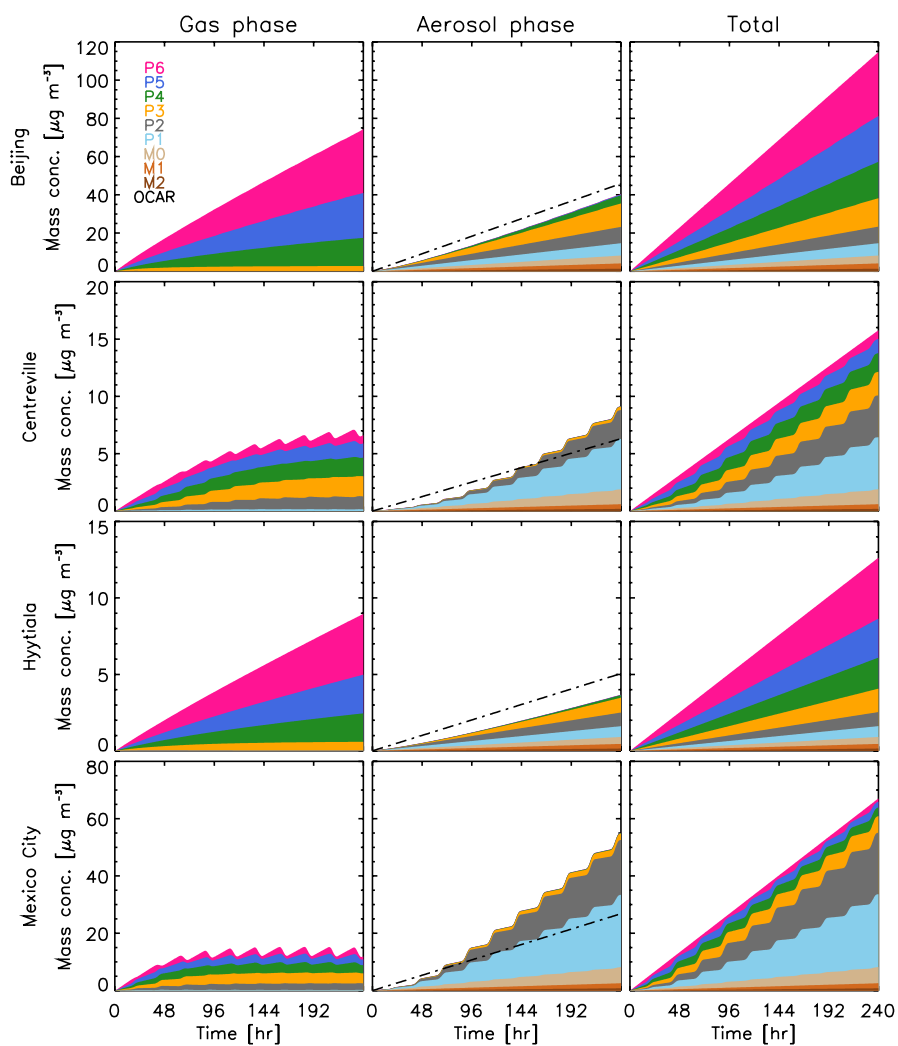 Gas phase Aerosol phase Total
Beijing
Mass conc. [μg m⁻³]
120
100
80
60
40
20
0
P6
P5
P4
P3
P2
P1
M0
M1
M2
OCAR
Centreville
Mass conc. [μg m⁻³]
20
15
10
5
0
Hyytiala
Mass conc. [μg m⁻³]
15
10
5
0
Mexico City
Mass conc. [μg m⁻³]
80
60
40
20
0
0 48 96 144 192 0 48 96 144 192 0 48 96 144 192 240
Time [hr] Time [hr] Time [hr]